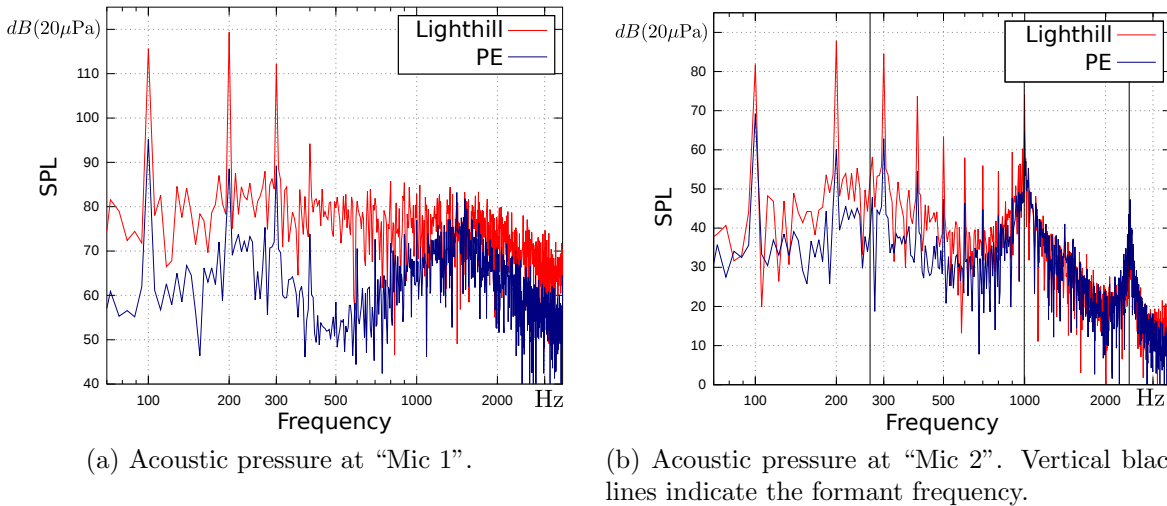 dB(20μPa)
110
100
90
80
70
60
50
40
SPL
Lighthill
PE
100
200
300
500
1000
2000
Hz
Frequency
(a) Acoustic pressure at “Mic 1”.
dB(20μPa)
80
70
60
50
40
30
20
10
0
SPL
Lighthill
PE
100
200
300
500
1000
2000
Hz
Frequency
(b) Acoustic pressure at “Mic 2”. Vertical blac
lines indicate the formant frequency.